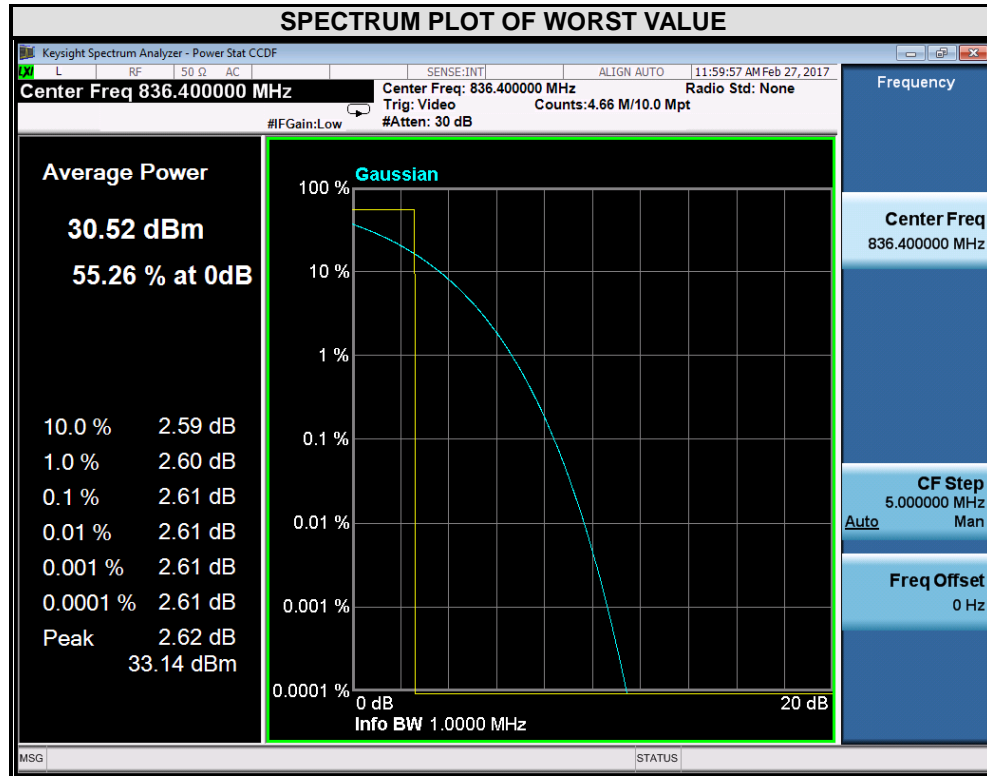 SPECTRUM PLOT OF WORST VALUE
Keysight Spectrum Analyzer - Power Stat CCDF
LXI L RF 50 Ω AC SENSE:INT ALIGN AUTO 11:59:57 AM Feb 27, 2017
Center Freq 836.400000 MHz
Center Freq: 836.400000 MHz Radio Std: None
Trig: Video Counts:4.66 M/10.0 Mpt
#IFGain:Low #Atten: 30 dB
Frequency
Average Power
30.52 dBm
55.26 % at 0dB
10.0 % 2.59 dB
1.0 % 2.60 dB
0.1 % 2.61 dB
0.01 % 2.61 dB
0.001 % 2.61 dB
0.0001 % 2.61 dB
Peak 2.62 dB
33.14 dBm
Gaussian
100 %
10 %
1 %
0.1 %
0.01 %
0.001 %
0.0001 %
0 dB 20 dB
Info BW 1.0000 MHz
Center Freq
836.400000 MHz
CF Step
5.000000 MHz
Auto Man
Freq Offset
0 Hz
MSG STATUS